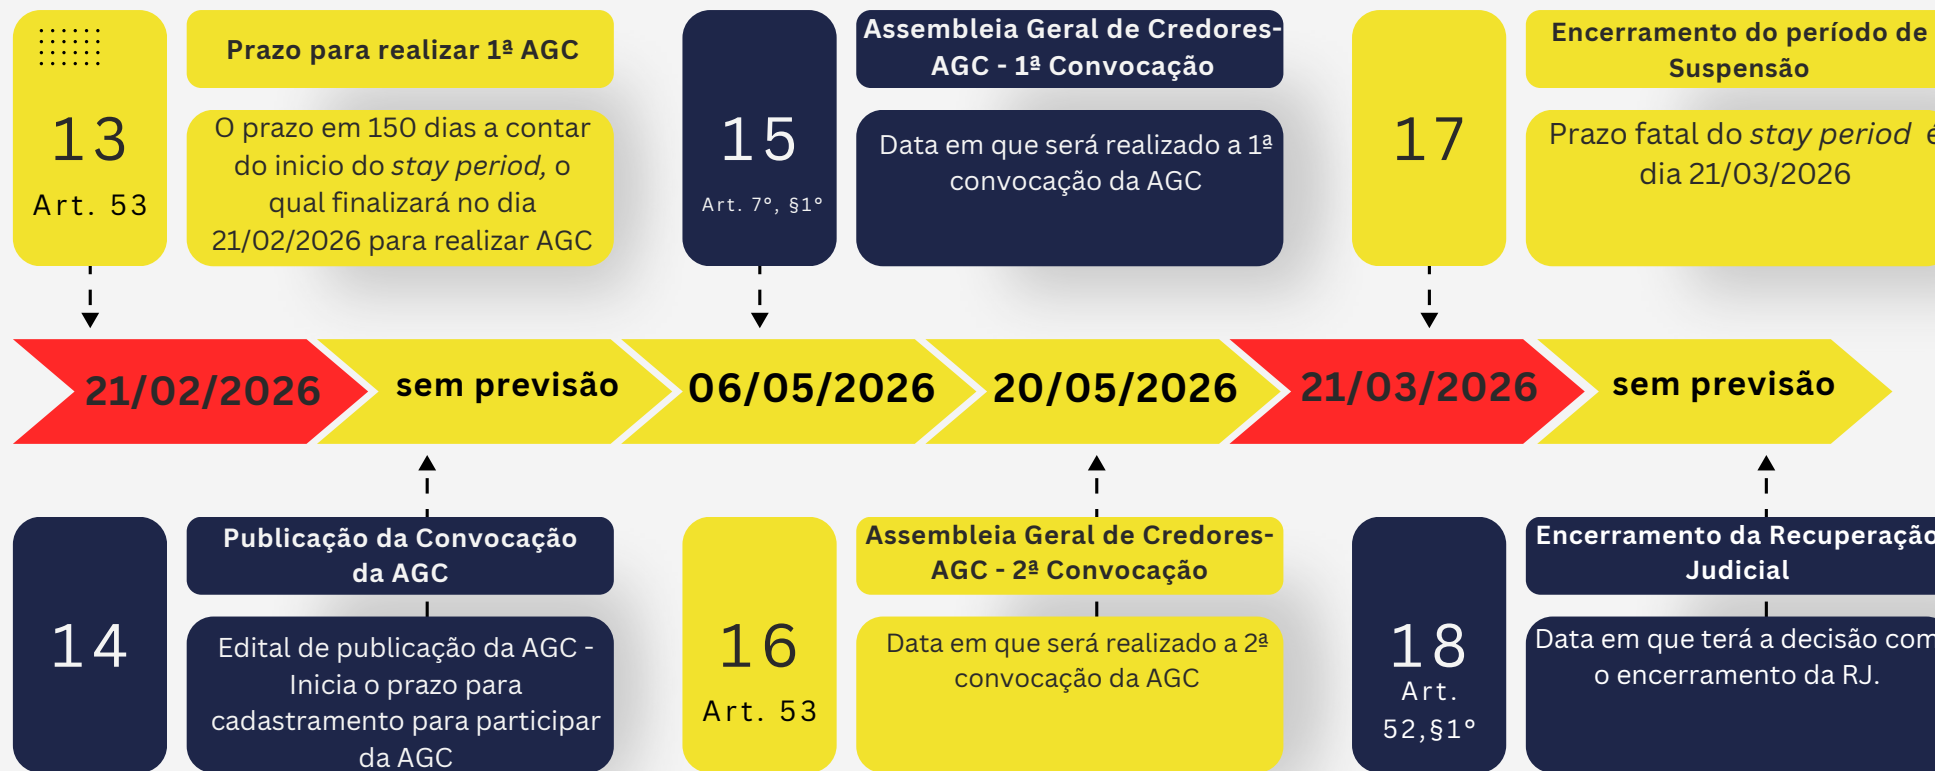 13
Art. 53
Prazo para realizar 1ª AGC
O prazo em 150 dias a contar
do inicio do stay period, o
qual finalizará no dia
21/02/2026 para realizar AGC
15
Art. 7°, §1°
Assembleia Geral de Credores-
AGC - 1ª Convocação
Data em que será realizado a 1ª
convocação da AGC
17
Encerramento do período de
Suspensão
Prazo fatal do stay period é
dia 21/03/2026
21/02/2026
sem previsão
06/05/2026
20/05/2026
21/03/2026
sem previsão
14
Publicação da Convocação
da AGC
Edital de publicação da AGC -
Inicia o prazo para
cadastramento para participar
da AGC
16
Art. 53
Assembleia Geral de Credores-
AGC - 2ª Convocação
Data em que será realizado a 2ª
convocação da AGC
18
Art.
52,§1°
Encerramento da Recuperação
Judicial
Data em que terá a decisão com
o encerramento da RJ.